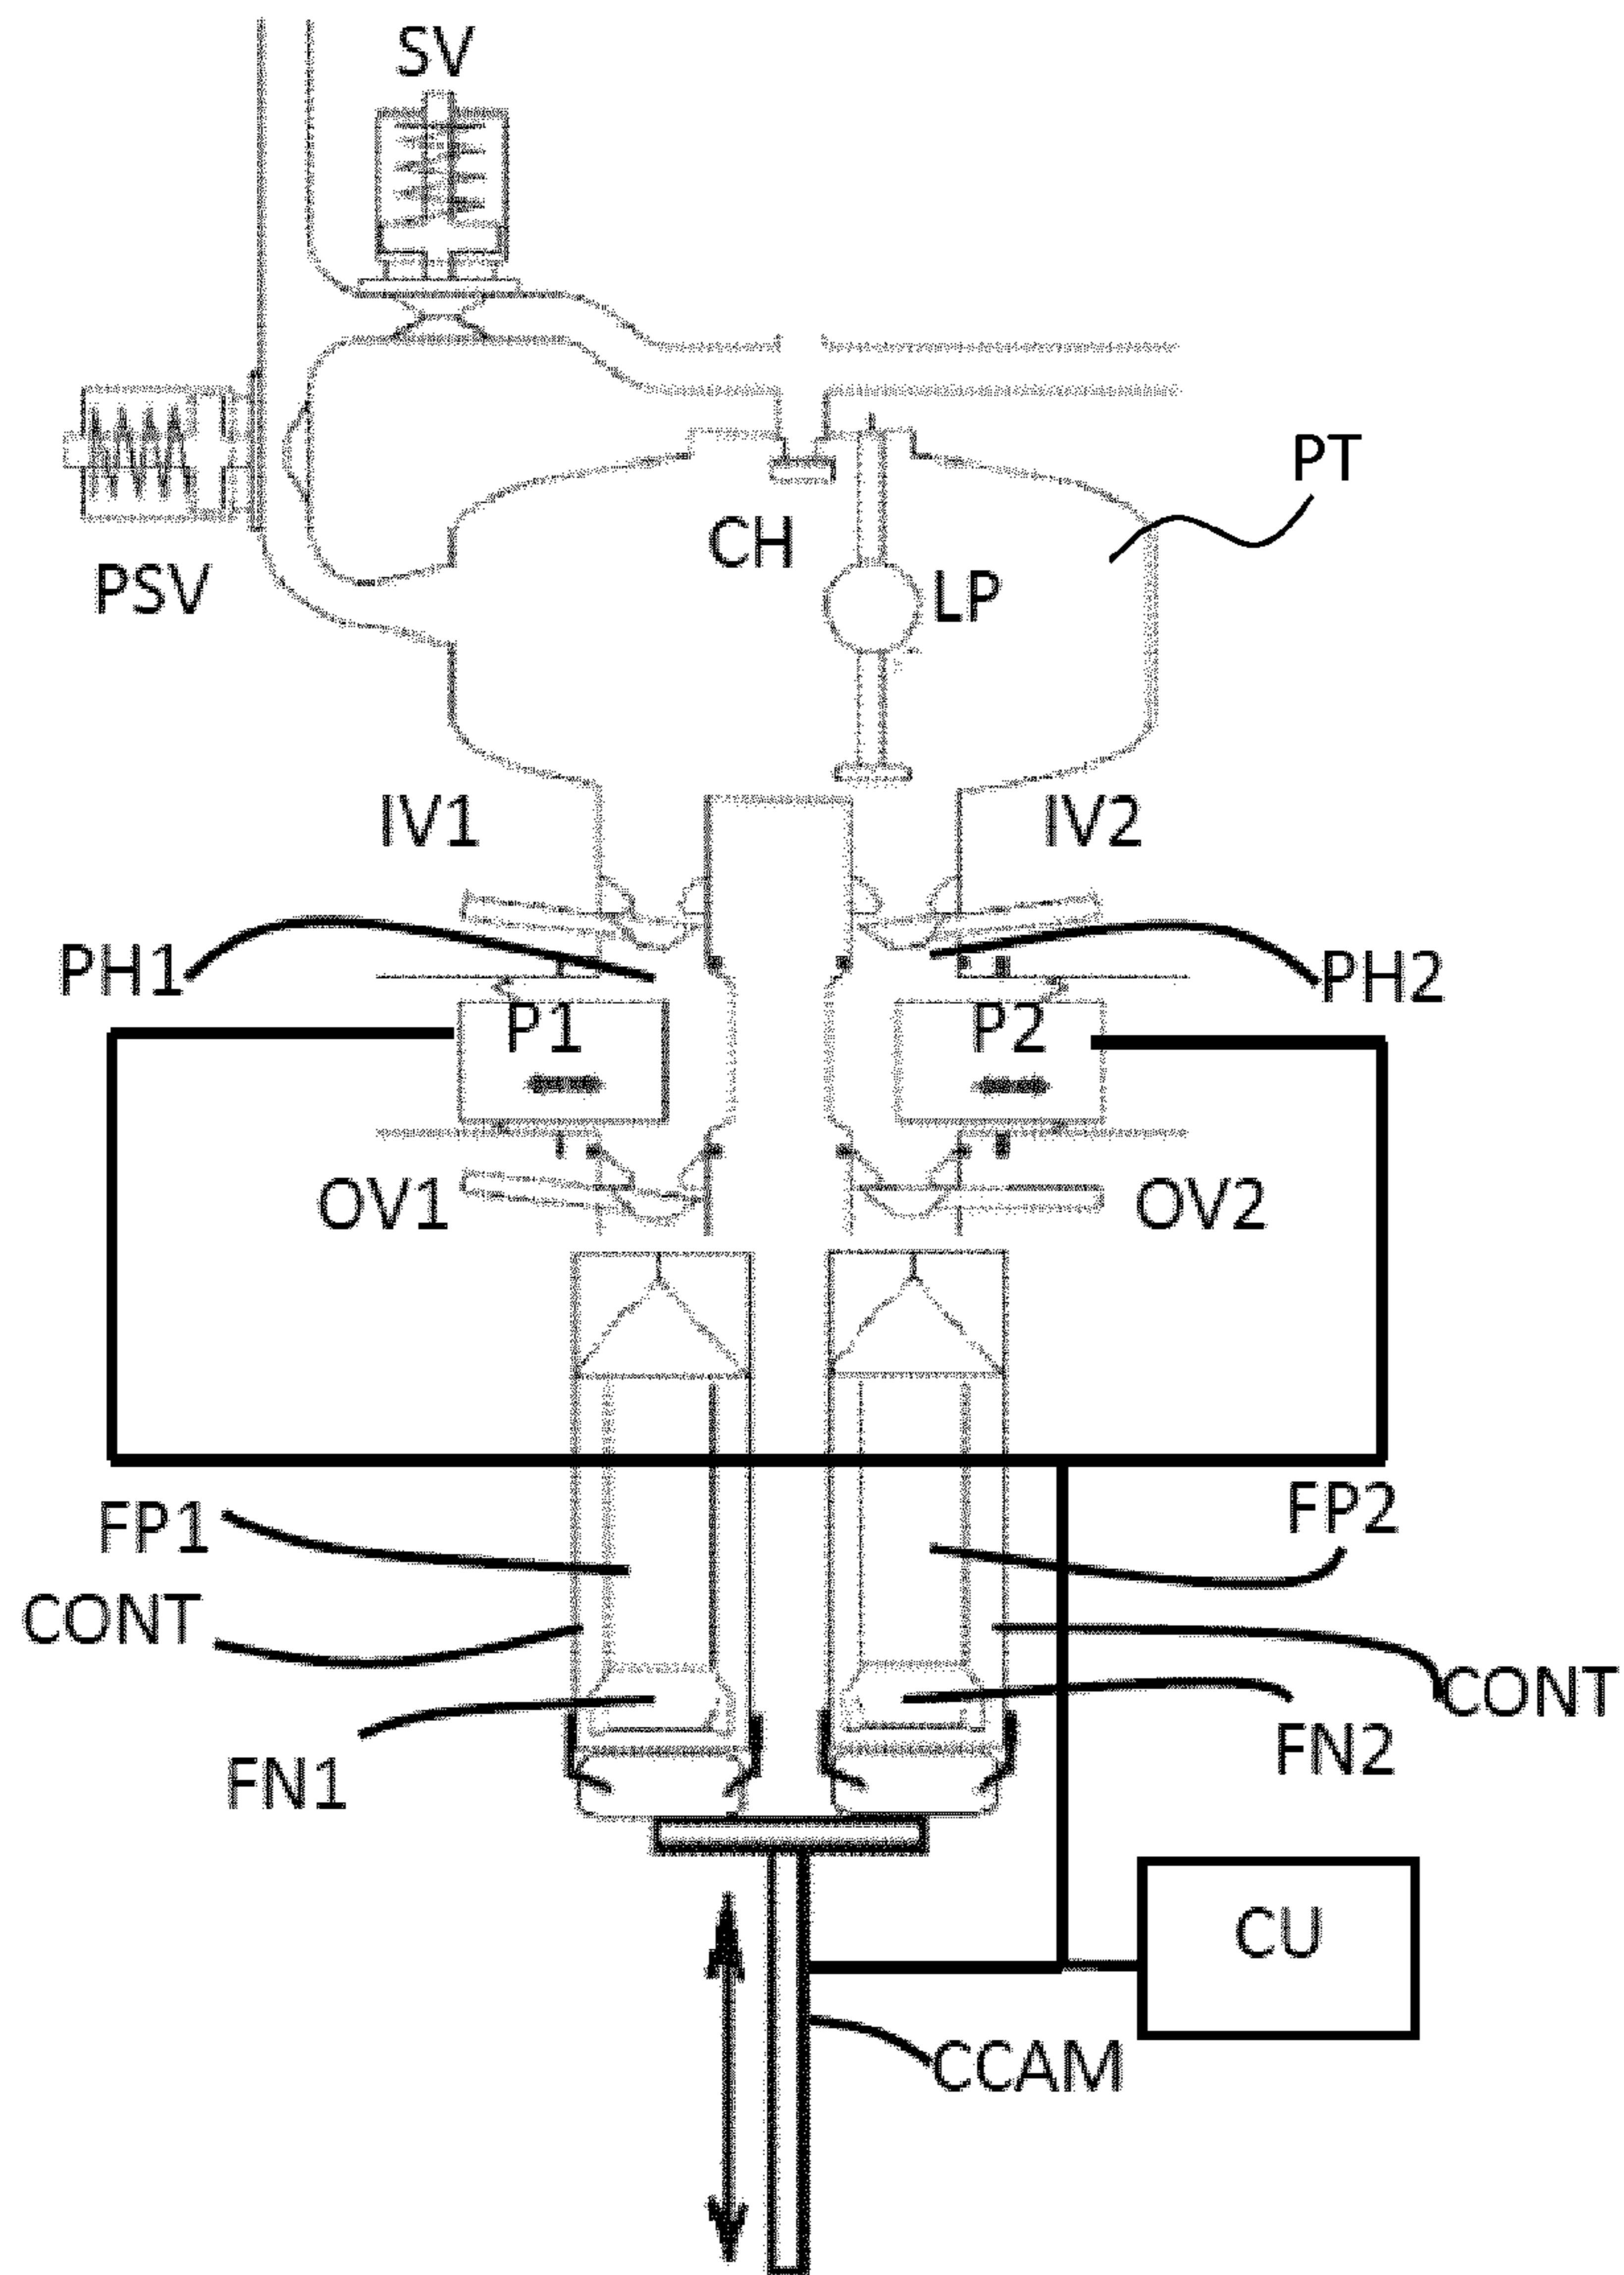 SV
PT
CH
PSV
LP
IV1
IV2
PH1
PH2
P1
P2
OV1
OV2
FP1
FP2
CONT
CONT
FN1
FN2
CU
CCAM